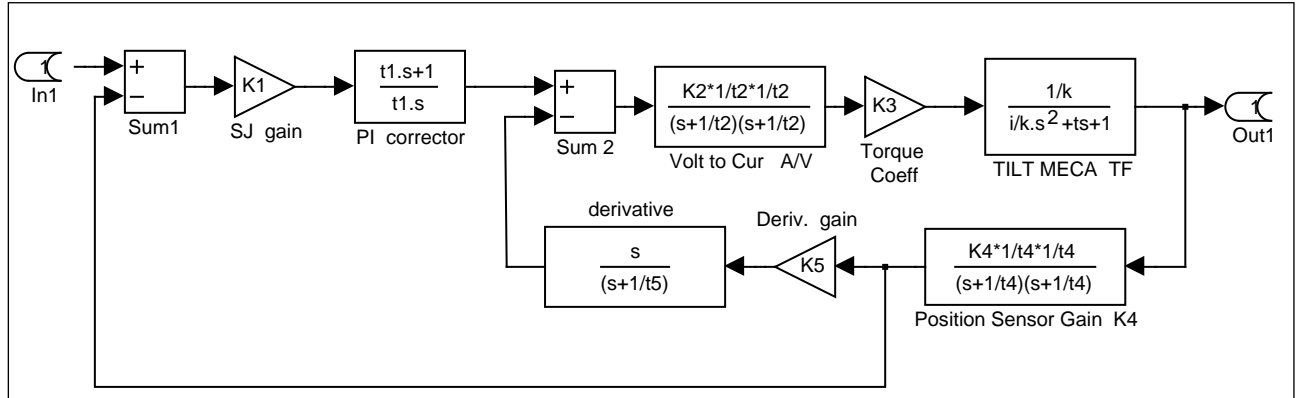 1
In1
+
−
Sum1
K1
SJ gain
t1.s+1
t1.s
PI corrector
+
−
Sum 2
K2*1/t2*1/t2
(s+1/t2)(s+1/t2)
Volt to Cur A/V
K3
Torque
Coeff
1/k
i/k.s²+ts+1
TILT MECA TF
1
Out1
derivative
s
(s+1/t5)
Deriv. gain
K5
K4*1/t4*1/t4
(s+1/t4)(s+1/t4)
Position Sensor Gain K4